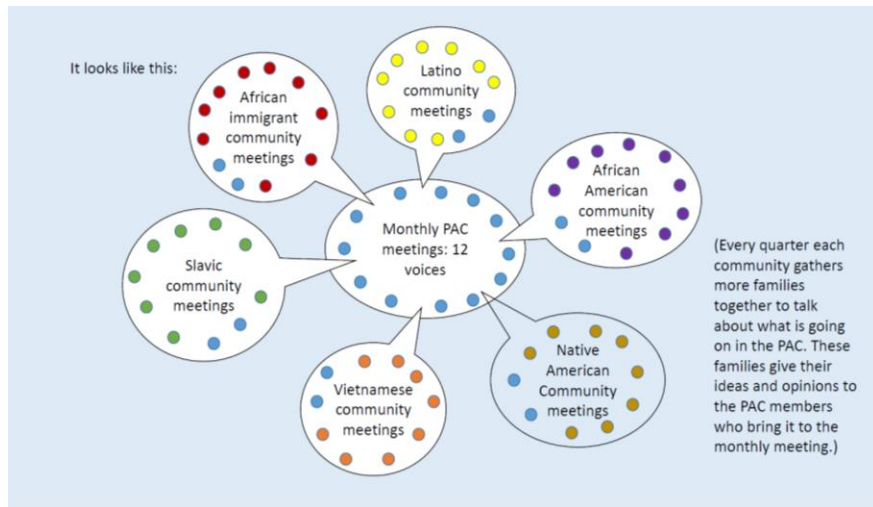 It looks like this:
African
immigrant
community
meetings
Latino
community
meetings
African
American
community
meetings
Monthly PAC
meetings: 12
voices
Slavic
community
meetings
Vietnamese
community
meetings
Native
American
Community
meetings
(Every quarter each
community gathers
more families
together to talk
about what is going
on in the PAC. These
families give their
ideas and opinions to
the PAC members
who bring it to the
monthly meeting.)